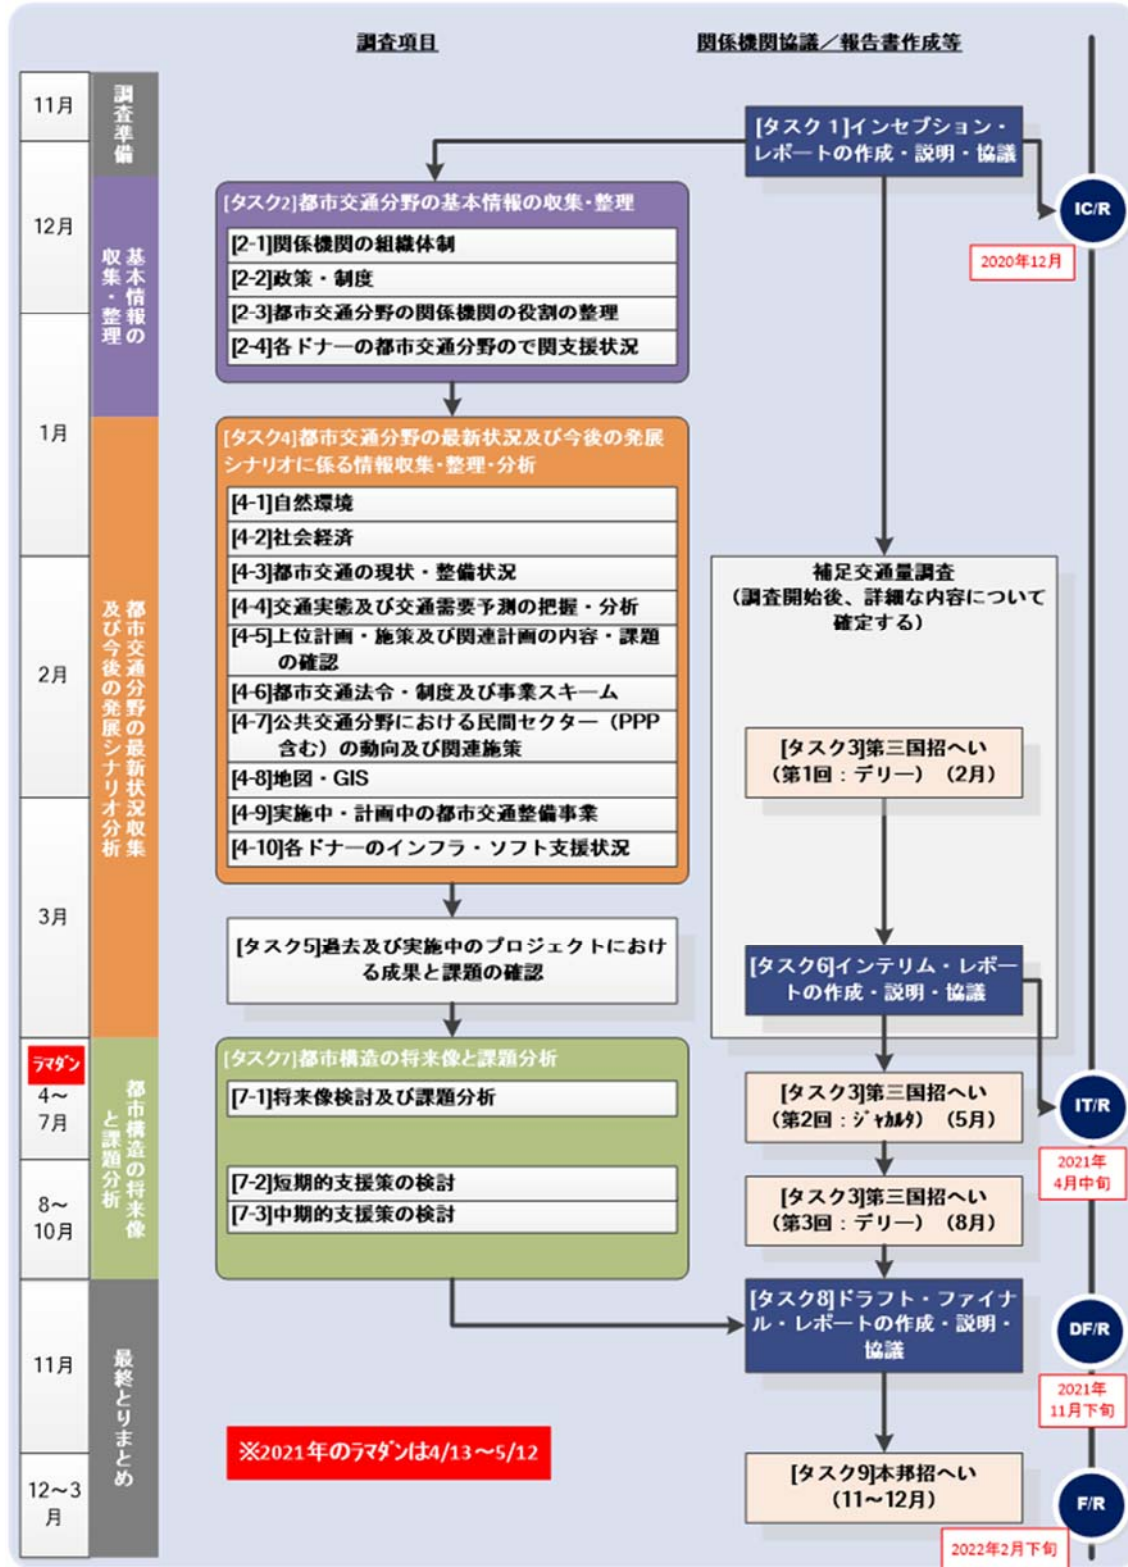 調査項目
関係機関協議／報告書作成等
11月
調査準備
[タスク 1]インセプション・
レポートの作成・説明・協議
IC/R
2020年12月
12月
基本情報の
収集・整理
[タスク2]都市交通分野の基本情報の収集・整理
[2-1]関係機関の組織体制
[2-2]政策・制度
[2-3]都市交通分野の関係機関の役割の整理
[2-4]各ドナーの都市交通分野ので関支援状況
1月
2月
3月
都市交通分野の最新状況収集
及び今後の発展シナリオ分析
[タスク4]都市交通分野の最新状況及び今後の発展
シナリオに係る情報収集・整理・分析
[4-1]自然環境
[4-2]社会経済
[4-3]都市交通の現状・整備状況
[4-4]交通実態及び交通需要予測の把握・分析
[4-5]上位計画・施策及び関連計画の内容・課題
の確認
[4-6]都市交通法令・制度及び事業スキーム
[4-7]公共交通分野における民間セクター（PPP
含む）の動向及び関連施策
[4-8]地図・GIS
[4-9]実施中・計画中の都市交通整備事業
[4-10]各ドナーのインフラ・ソフト支援状況
補足交通量調査
（調査開始後、詳細な内容について
確定する）
[タスク3]第三国招へい
（第1回：デリー）（2月）
[タスク5]過去及び実施中のプロジェクトにおけ
る成果と課題の確認
[タスク6]インテリム・レポー
トの作成・説明・協議
ラマダン
4～
7月
8～
10月
都市構造の将来像
と課題分析
[タスク7]都市構造の将来像と課題分析
[7-1]将来像検討及び課題分析
[7-2]短期的支援策の検討
[7-3]中期的支援策の検討
[タスク3]第三国招へい
（第2回：ジャカルタ）（5月）
IT/R
2021年
4月中旬
[タスク3]第三国招へい
（第3回：デリー）（8月）
11月
12～3
月
最終とりまとめ
[タスク8]ドラフト・ファイナ
ル・レポートの作成・説明・
協議
DF/R
2021年
11月下旬
※2021年のラマダンは4/13～5/12
[タスク9]本邦招へい
（11～12月）
F/R
2022年2月下旬